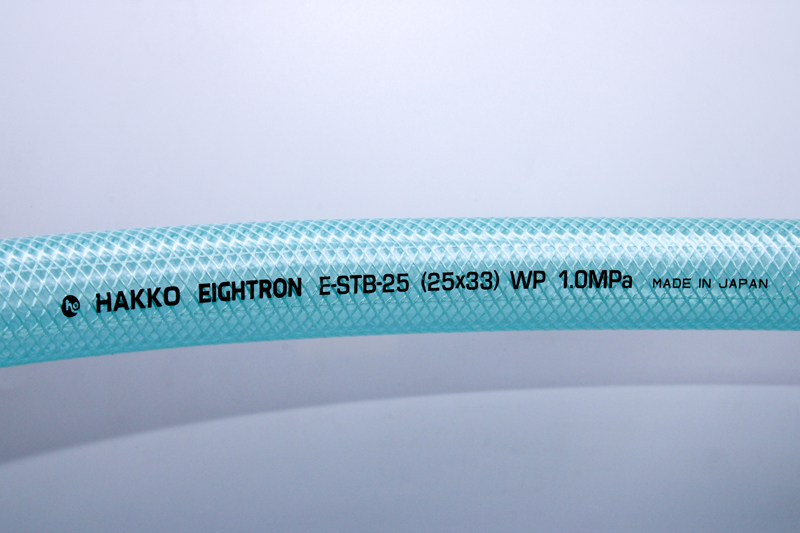 HAKKO EIGHTRON E-STB-25 (25x33) WP 1.0MPa MADE IN JAPAN